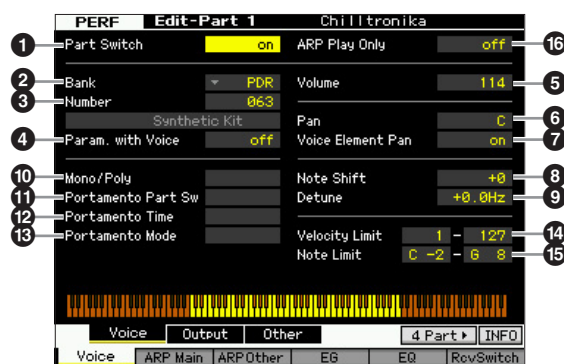 PERF Edit-Part 1 Chilltronika
1 Part Switch on ARP Play Only off 16
2 Bank PDR Volume 114 5
3 Number 063
Synthetic Kit Pan C 6
4 Param. with Voice off Voice Element Pan on 7
10 Mono/Poly Note Shift +0 8
11 Portamento Part Sw Detune +0.0Hz 9
12 Portamento Time
13 Portamento Mode Velocity Limit 1 - 127 14
Note Limit C -2 - G 8 15
Voice Output Other 4 Part INFO
Voice ARP Main ARP Other EG EQ RcvSwitch